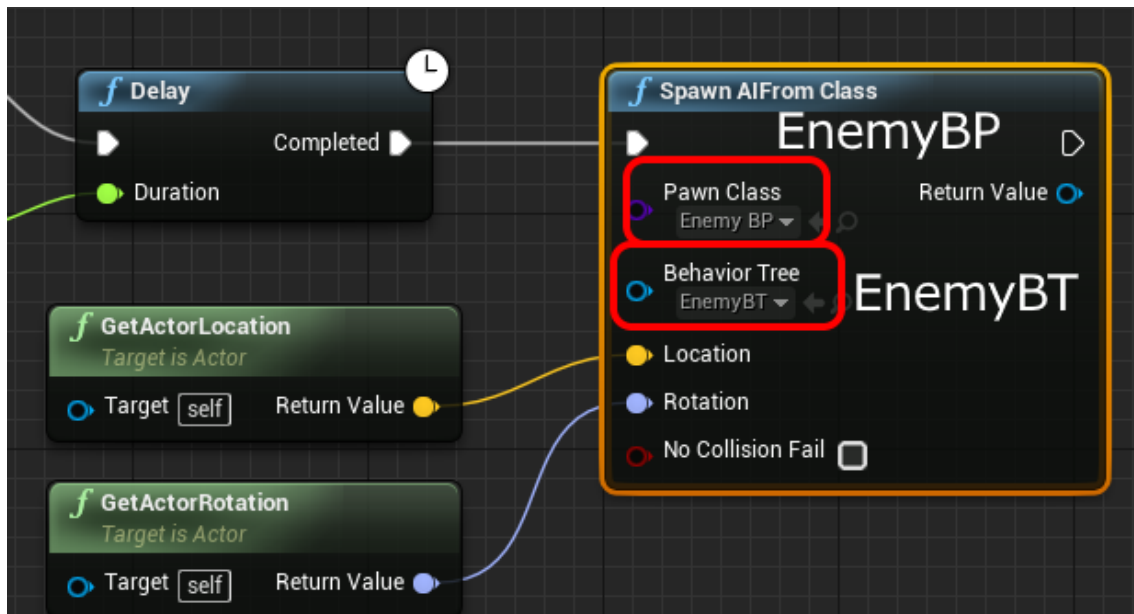 f Delay
Completed
Duration
f Spawn AIFrom Class
EnemyBP
Pawn Class
Return Value
Enemy BP
Behavior Tree
EnemyBT
EnemyBT
Location
Rotation
No Collision Fail
f GetActorLocation
Target is Actor
Target self Return Value
f GetActorRotation
Target is Actor
Target self Return Value